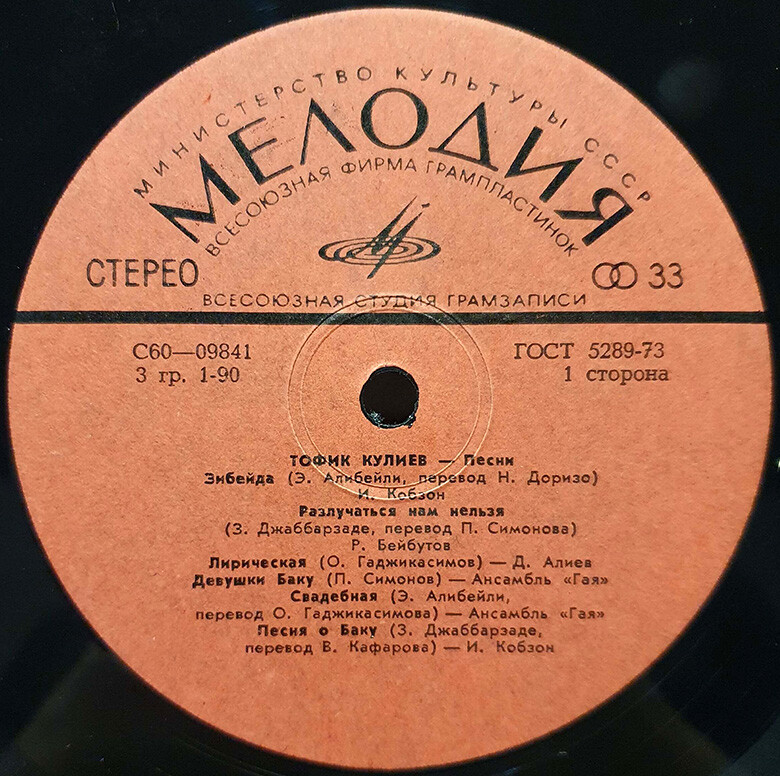 МИНИСТЕРСТВО КУЛЬТУРЫ СССР
МЕЛОДИЯ
ВСЕСОЮЗНАЯ ФИРМА ГРАМПЛАСТИНОК
СТЕРЕО
33
ВСЕСОЮЗНАЯ СТУДИЯ ГРАМЗАПИСИ
С60—09841
ГОСТ 5289-73
3 гр. 1-90
1 сторона
ТОФИК КУЛИЕВ — Песни
Зибейда (Э. Алибейли, перевод Н. Доризо)
И. Кобзон
Разлучаться нам нельзя
(З. Джаббарзаде, перевод П. Симонова)
Р. Бейбутов
Лирическая (О. Гаджикасимов) — Д. Алиев
Девушки Баку (П. Симонов) — Ансамбль «Гая»
Свадебная (Э. Алибейли,
перевод О. Гаджикасимова) — Ансамбль «Гая»
Песня о Баку (З. Джаббарзаде,
перевод В. Кафарова) — И. Кобзон